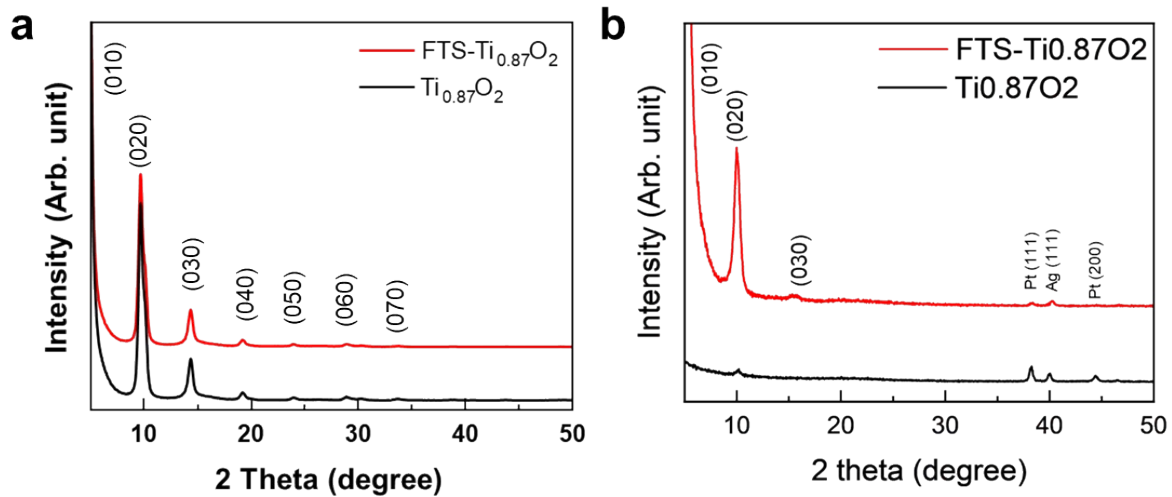 a
FTS-Ti0.87O2
Ti0.87O2
(010)
(020)
(030)
(040)
(050)
(060)
(070)
Intensity (Arb. unit)
10
20
30
40
50
2 Theta (degree)
b
FTS-Ti0.87O2
Ti0.87O2
(010)
(020)
(030)
Pt (111)
Ag (111)
Pt (200)
Intensity (Arb. unit)
10
20
30
40
50
2 theta (degree)